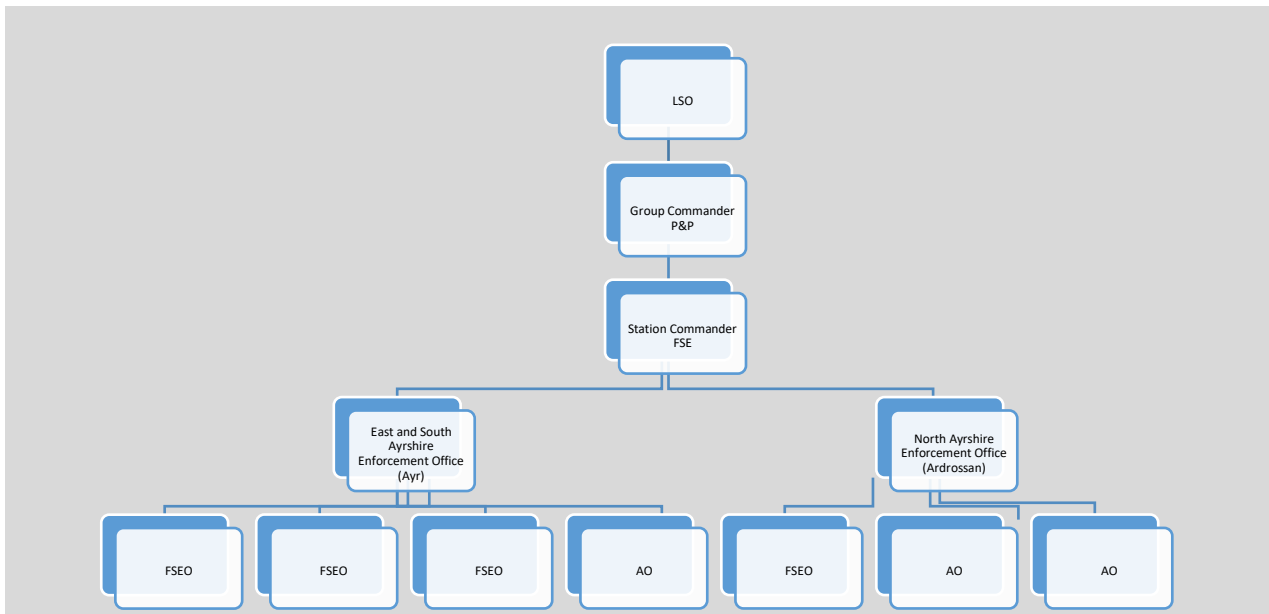 LSO
Group Commander
P&P
Station Commander
FSE
East and South
Ayrshire
Enforcement Office
(Ayr)
North Ayrshire
Enforcement Office
(Ardrossan)
FSEO
FSEO
FSEO
AO
FSEO
AO
AO